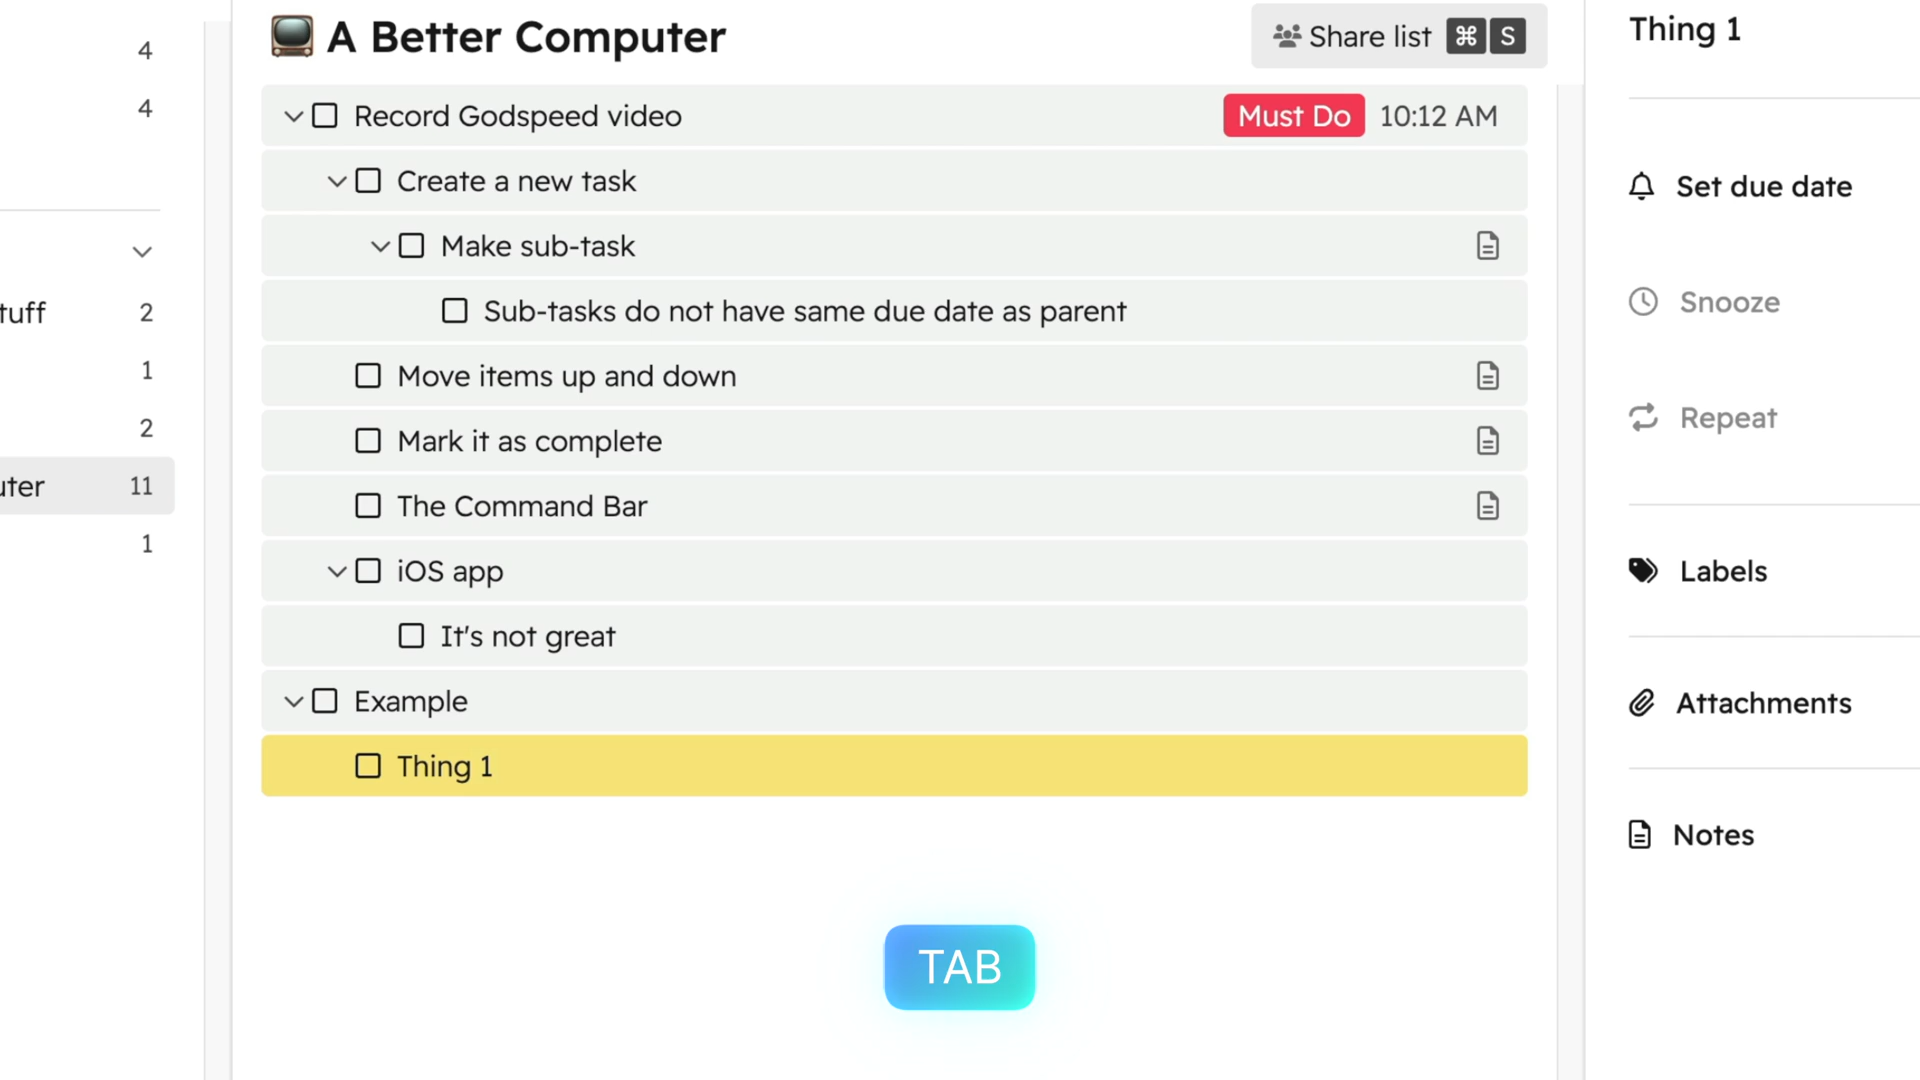 4
4
tuff 2
1
2
uter 11
1
A Better Computer
Share list ⌘ S
Record Godspeed video Must Do 10:12 AM
Create a new task
Make sub-task
Sub-tasks do not have same due date as parent
Move items up and down
Mark it as complete
The Command Bar
iOS app
It's not great
Example
Thing 1
TAB
Thing 1
Set due date
Snooze
Repeat
Labels
Attachments
Notes